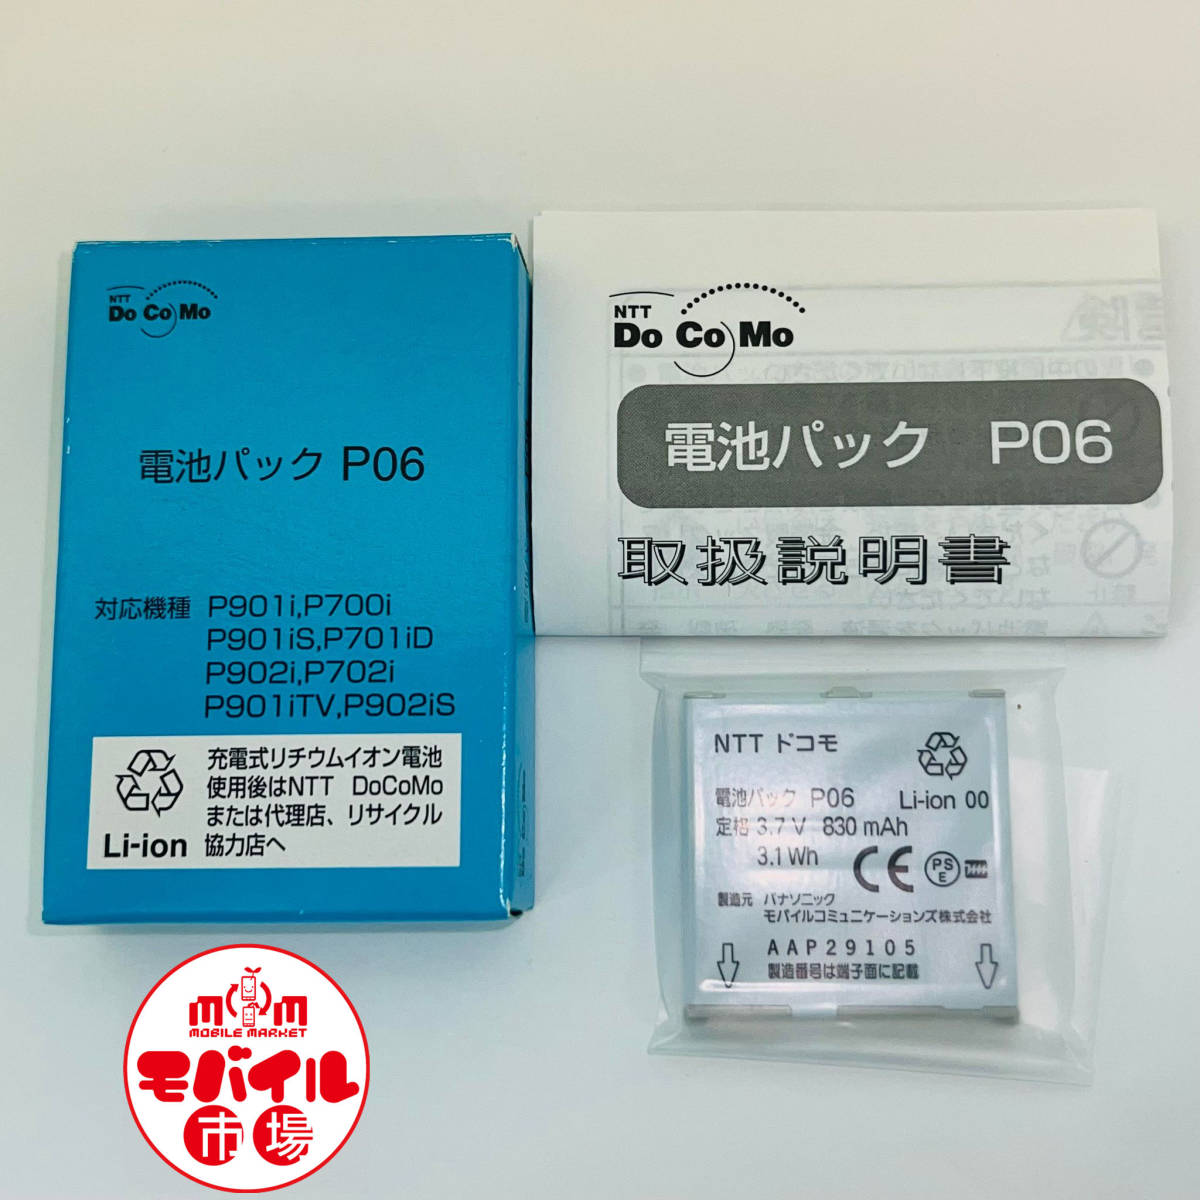 NTT
DoCoMo
電池パック P06
対応機種 P901i,P700i
P901iS,P701iD
P902i,P702i
P901iTV,P902iS
充電式リチウムイオン電池
使用後はNTT DoCoMo
または代理店、リサイクル
協力店へ
Li-ion
NTT
DoCoMo
電池パック P06
取扱説明書
NTT ドコモ
電池パック P06 Li-ion 00
定格 3.7 V 830 mAh
3.1 Wh
CE
PS
E
製造元 パナソニック
モバイルコミュニケーションズ株式会社
AAP29105
製造番号は端子面に記載
mom
MOBILE MARKET
モバイル
市場